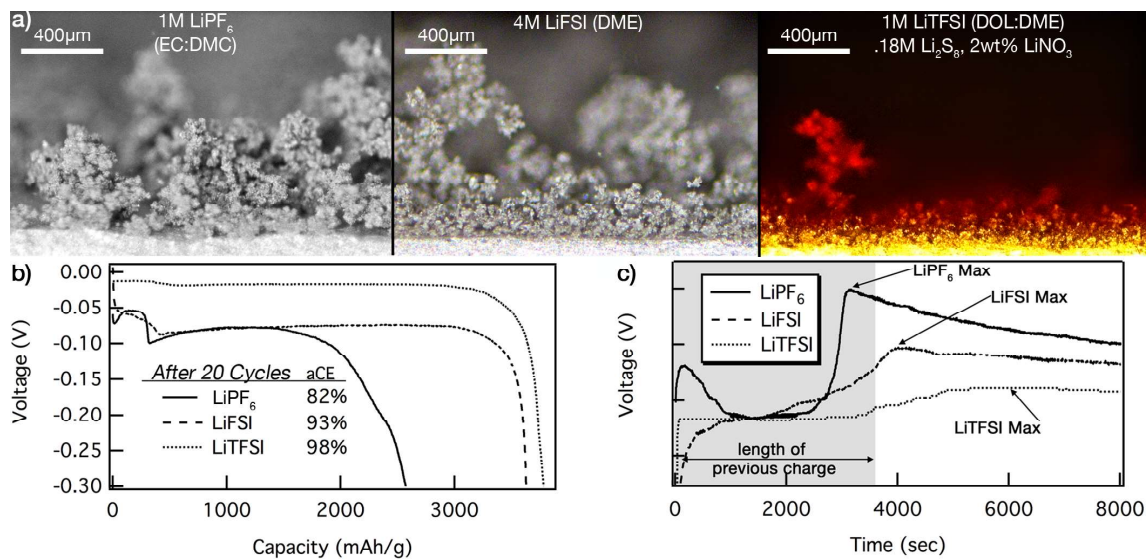 a)
1M LiPF₆
(EC:DMC)
400µm
4M LiFSI (DME)
400µm
1M LiTFSI (DOL:DME)
.18M Li₂S₈, 2wt% LiNO₃
400µm
b)
0.00
-0.05
-0.10
-0.15
-0.20
-0.25
-0.30
Voltage (V)
After 20 Cycles aCE
LiPF₆ 82%
LiFSI 93%
LiTFSI 98%
0 1000 2000 3000
Capacity (mAh/g)
c)
Voltage (V)
LiPF₆
LiFSI
LiTFSI
LiPF₆ Max
LiFSI Max
LiTFSI Max
length of
previous charge
0 2000 4000 6000 8000
Time (sec)